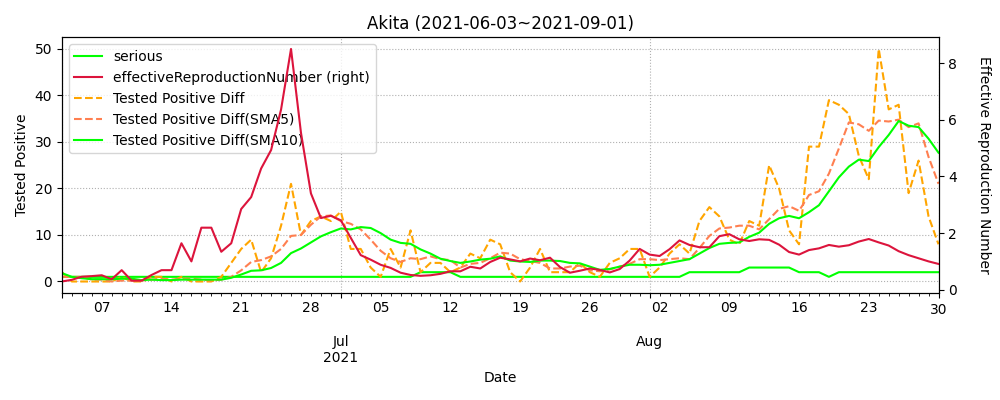 Akita (2021-06-03~2021-09-01)
serious
effectiveReproductionNumber (right)
Tested Positive Diff
Tested Positive Diff(SMA5)
Tested Positive Diff(SMA10)
Tested Positive
50
40
30
20
10
0
Effective Reproduction Number
8
6
4
2
0
07 14 21 28 05 12 19 26 02 09 16 23 30
Jul Aug
2021
Date